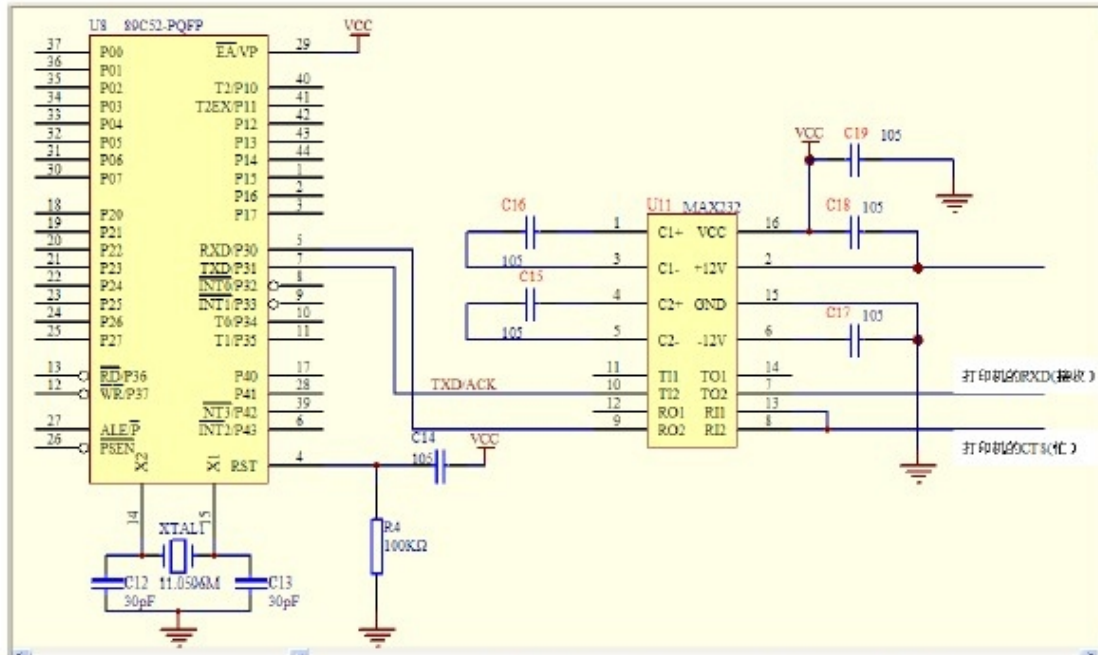 U8 89C52-PQFP
VCC
37 P00
36 P01
35 P02
34 P03
33 P04
32 P05
31 P06
30 P07
18 P20
19 P21
20 P22
21 P23
22 P24
23 P25
24 P26
25 P27
13 RD/P36
12 WR/P37
27 ALE/P
26 PSEN
EA/VP 29
T2/P10 40
T2EX/P11 41
P12 42
P13 43
P14 44
P15 1
P16 2
P17 3
RXD/P30 5
TXD/P31 7
INT0/P32 8
INT1/P33 9
T0/P34 10
T1/P35 11
P40 17
P41 28
NT3/P42 39
INT2/P43 6
RST 4
X2 X1
14 15
XTAL1
11.0596M
C12
30pF
C13
30pF
C14
105
VCC
R4
100KΩ
TXD/ACK
C16
105
C15
105
U11 MAX232
1 C1+
3 C1-
4 C2+
5 C2-
11 TI1
10 TI2
12 RO1
9 RO2
VCC 16
+12V 2
GND 15
-12V 6
TO1 14
TO2 7
RI1 13
RI2 8
VCC
C19 105
C18 105
C17 105
打印机的RXD(接收)
打印机的CTS(忙)